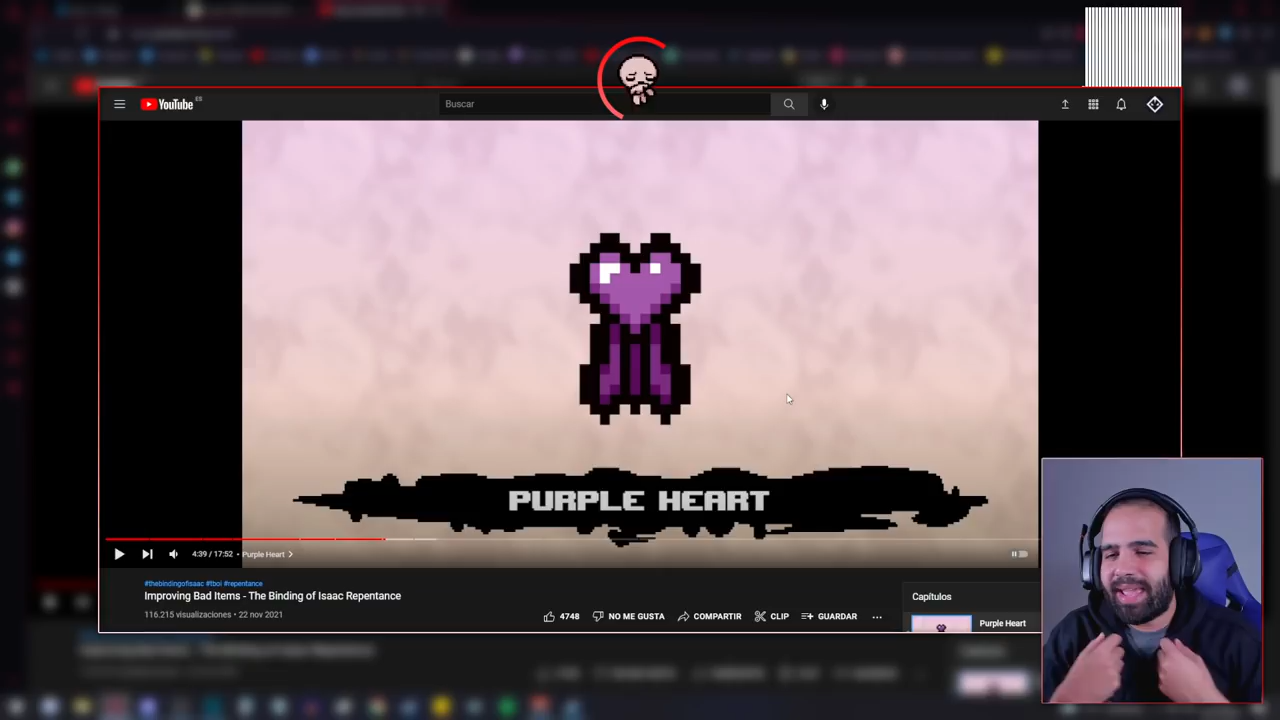 YouTube ES
Buscar
PURPLE HEART
4:39 / 17:52 • Purple Heart
#thebindingofisaac #tboi #repentance
Improving Bad Items - The Binding of Isaac Repentance
116.215 visualizaciones • 22 nov 2021
4748
NO ME GUSTA
COMPARTIR
CLIP
GUARDAR
Capítulos
Purple Heart